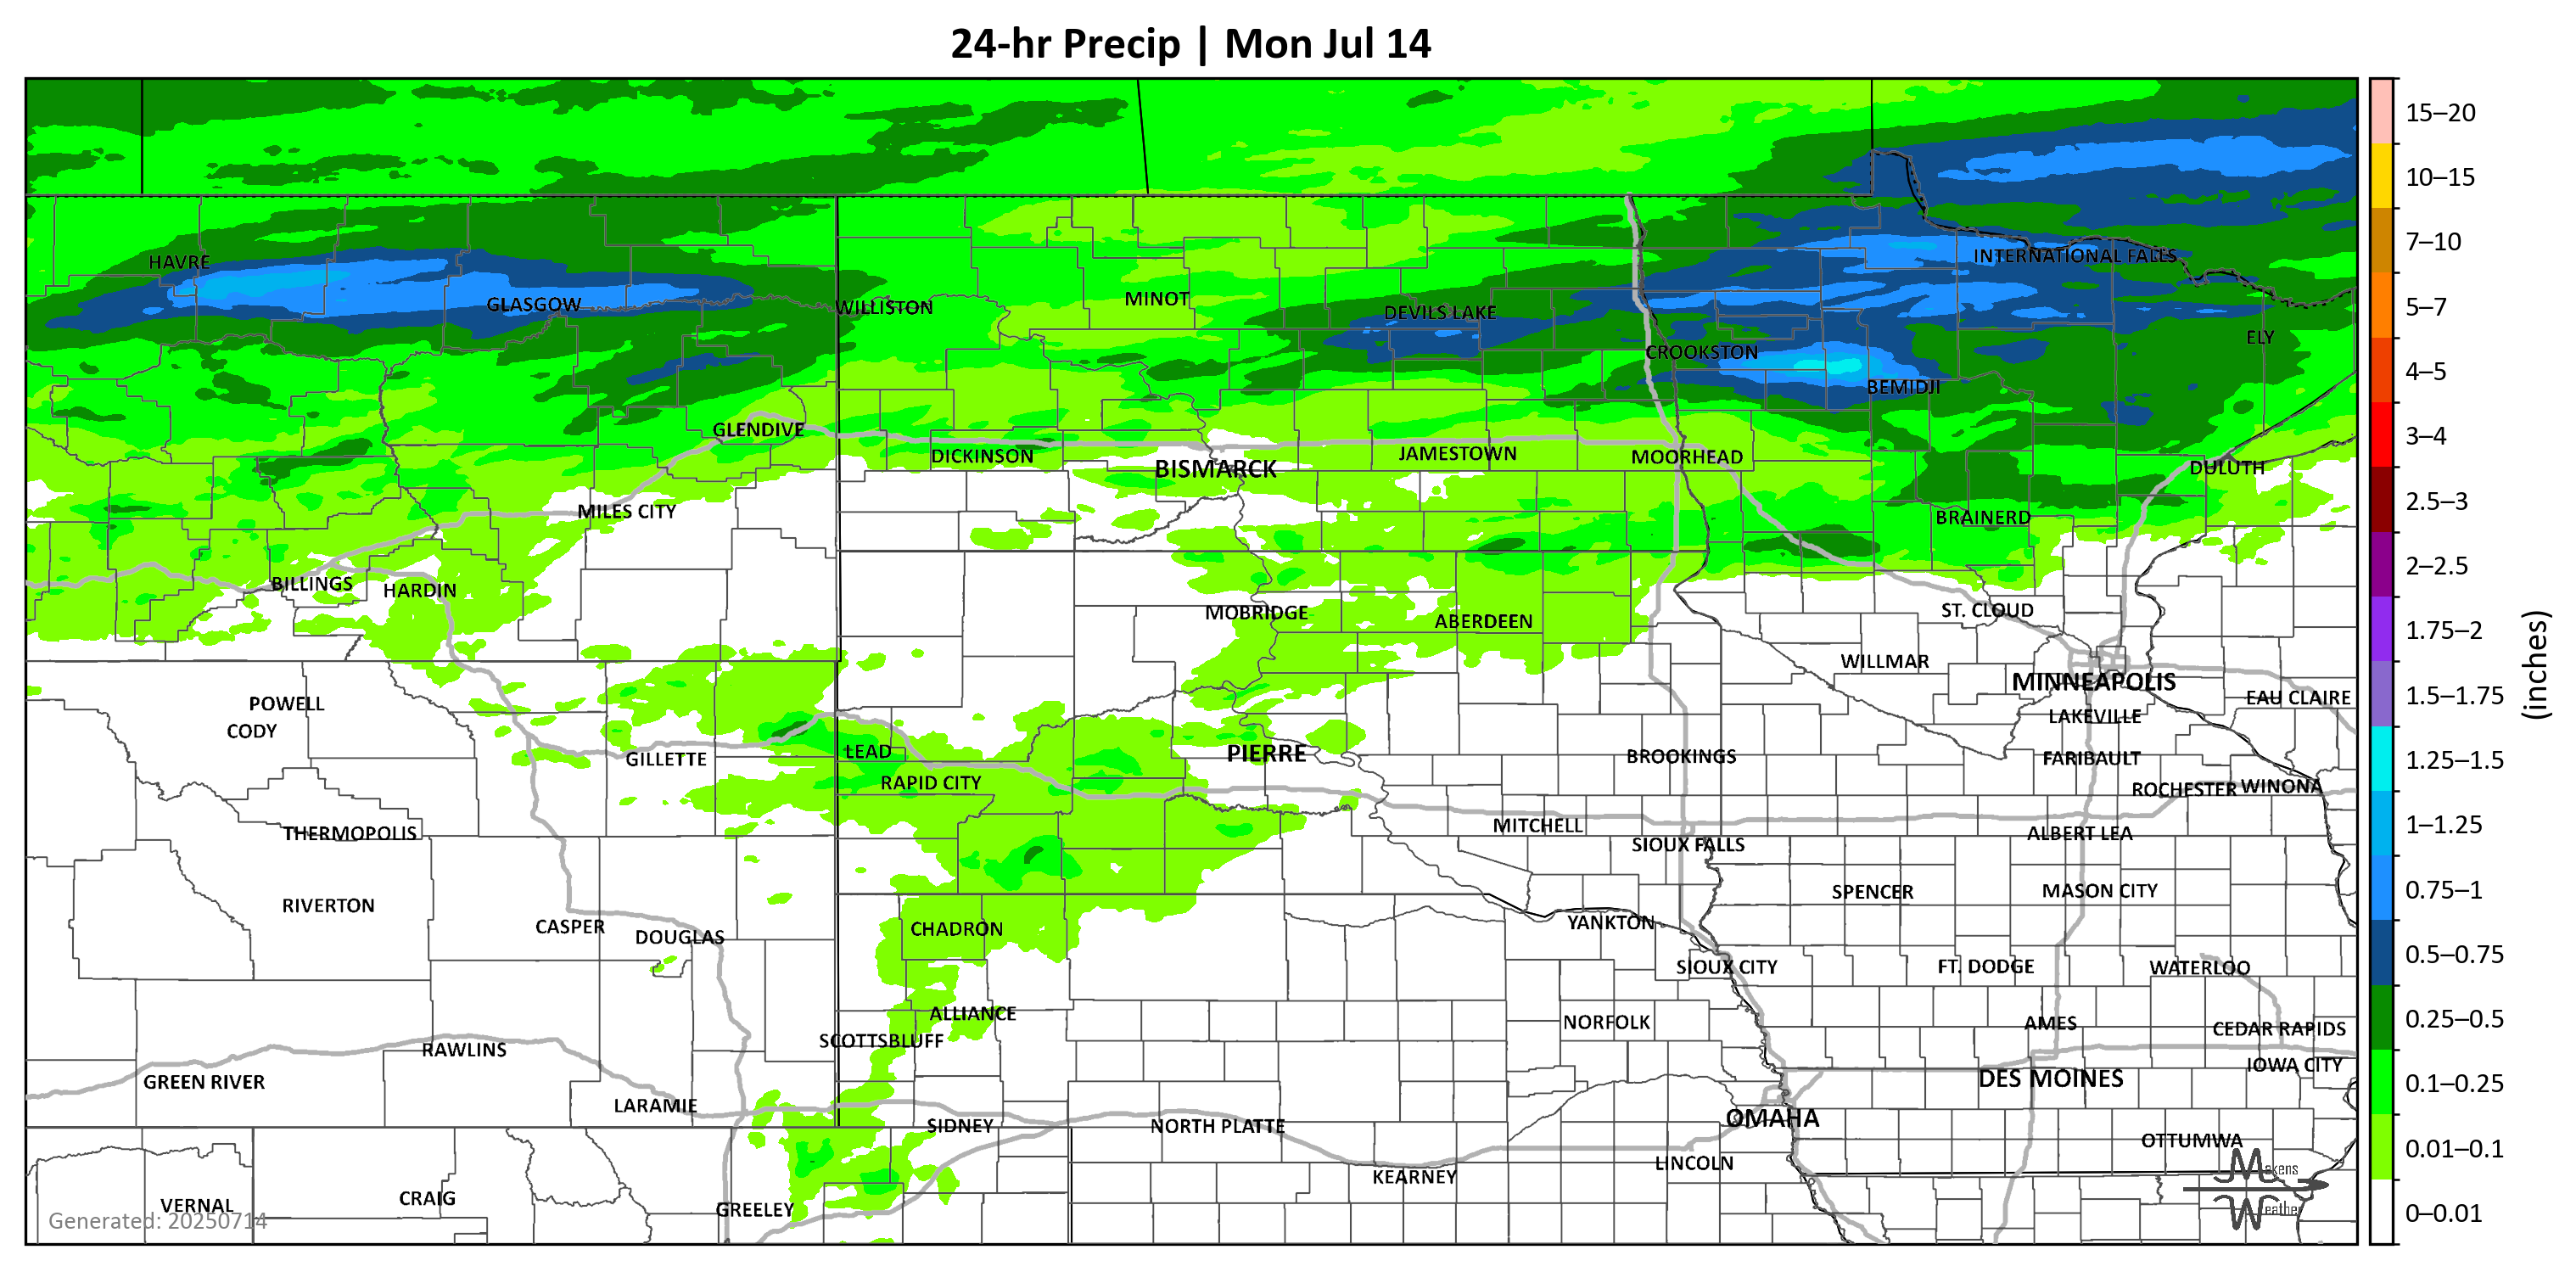 24-hr Precip | Mon Jul 14
HAVRE
INTERNATIONAL FALLS
GLASGOW
WILLISTON
MINOT
DEVILS LAKE
ELY
CROOKSTON
BEMIDJI
GLENDIVE
DICKINSON
BISMARCK
JAMESTOWN
MOORHEAD
DULUTH
MILES CITY
BRAINERD
BILLINGS
HARDIN
MOBRIDGE
ABERDEEN
ST. CLOUD
WILLMAR
MINNEAPOLIS
EAU CLAIRE
POWELL
CODY
LAKEVILLE
GILLETTE
LEAD
RAPID CITY
PIERRE
BROOKINGS
FARIBAULT
ROCHESTER
WINONA
THERMOPOLIS
MITCHELL
SIOUX FALLS
ALBERT LEA
RIVERTON
CASPER
DOUGLAS
CHADRON
YANKTON
SPENCER
MASON CITY
SIOUX CITY
FT. DODGE
WATERLOO
ALLIANCE
SCOTTSBLUFF
NORFOLK
AMES
CEDAR RAPIDS
RAWLINS
GREEN RIVER
LARAMIE
IOWA CITY
DES MOINES
SIDNEY
NORTH PLATTE
OMAHA
OTTUMWA
KEARNEY
LINCOLN
VERNAL
CRAIG
GREELEY
Generated: 20250714
Makens
Weather
15–20
10–15
7–10
5–7
4–5
3–4
2.5–3
2–2.5
1.75–2
1.5–1.75
1.25–1.5
1–1.25
0.75–1
0.5–0.75
0.25–0.5
0.1–0.25
0.01–0.1
0–0.01
(inches)